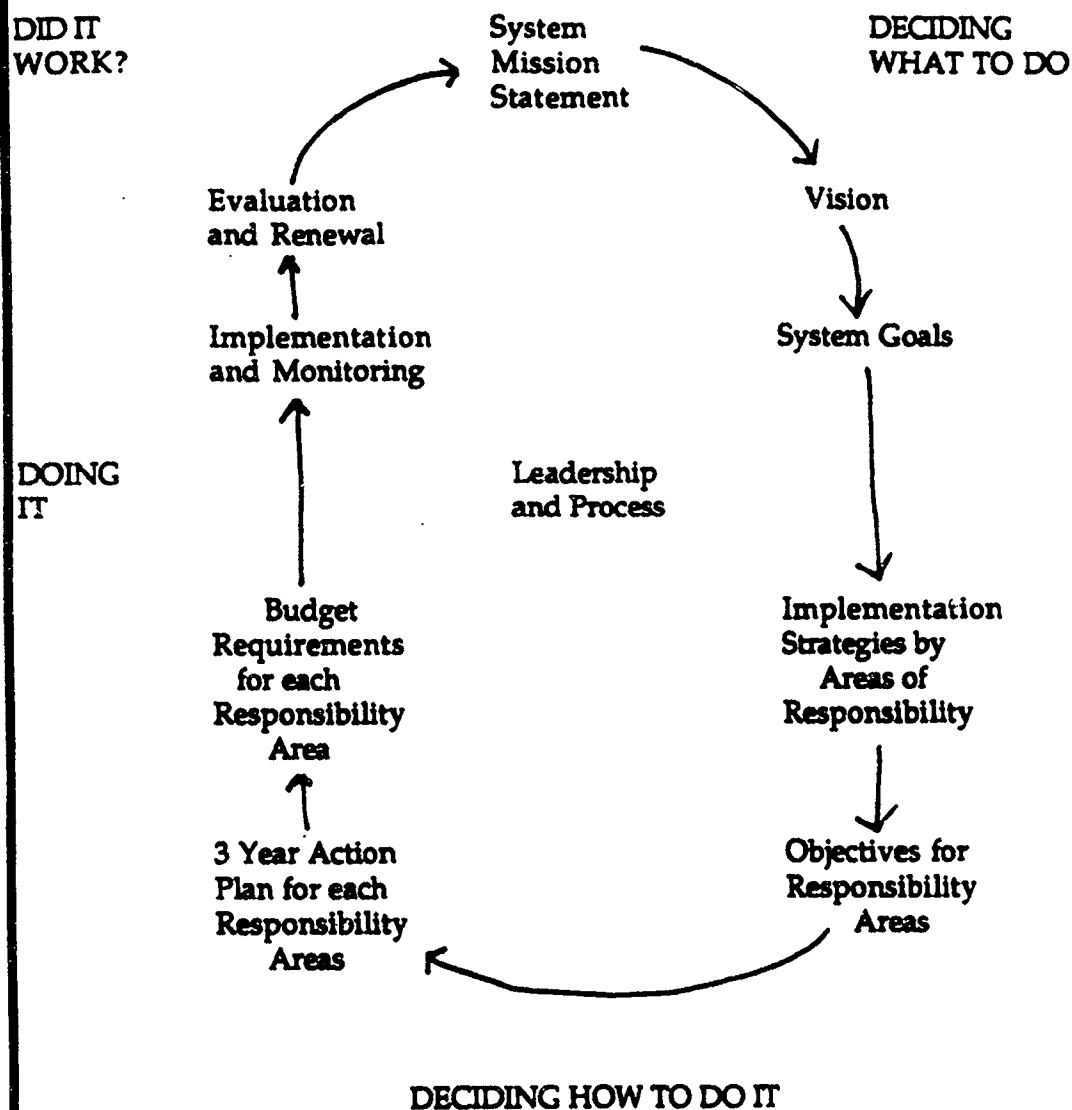 DID IT
WORK?
System
Mission
Statement
DECIDING
WHAT TO DO
Evaluation
and Renewal
Vision
Implementation
and Monitoring
System Goals
DOING
IT
Leadership
and Process
Budget
Requirements
for each
Responsibility
Area
Implementation
Strategies by
Areas of
Responsibility
3 Year Action
Plan for each
Responsibility
Areas
Objectives for
Responsibility
Areas
DECIDING HOW TO DO IT